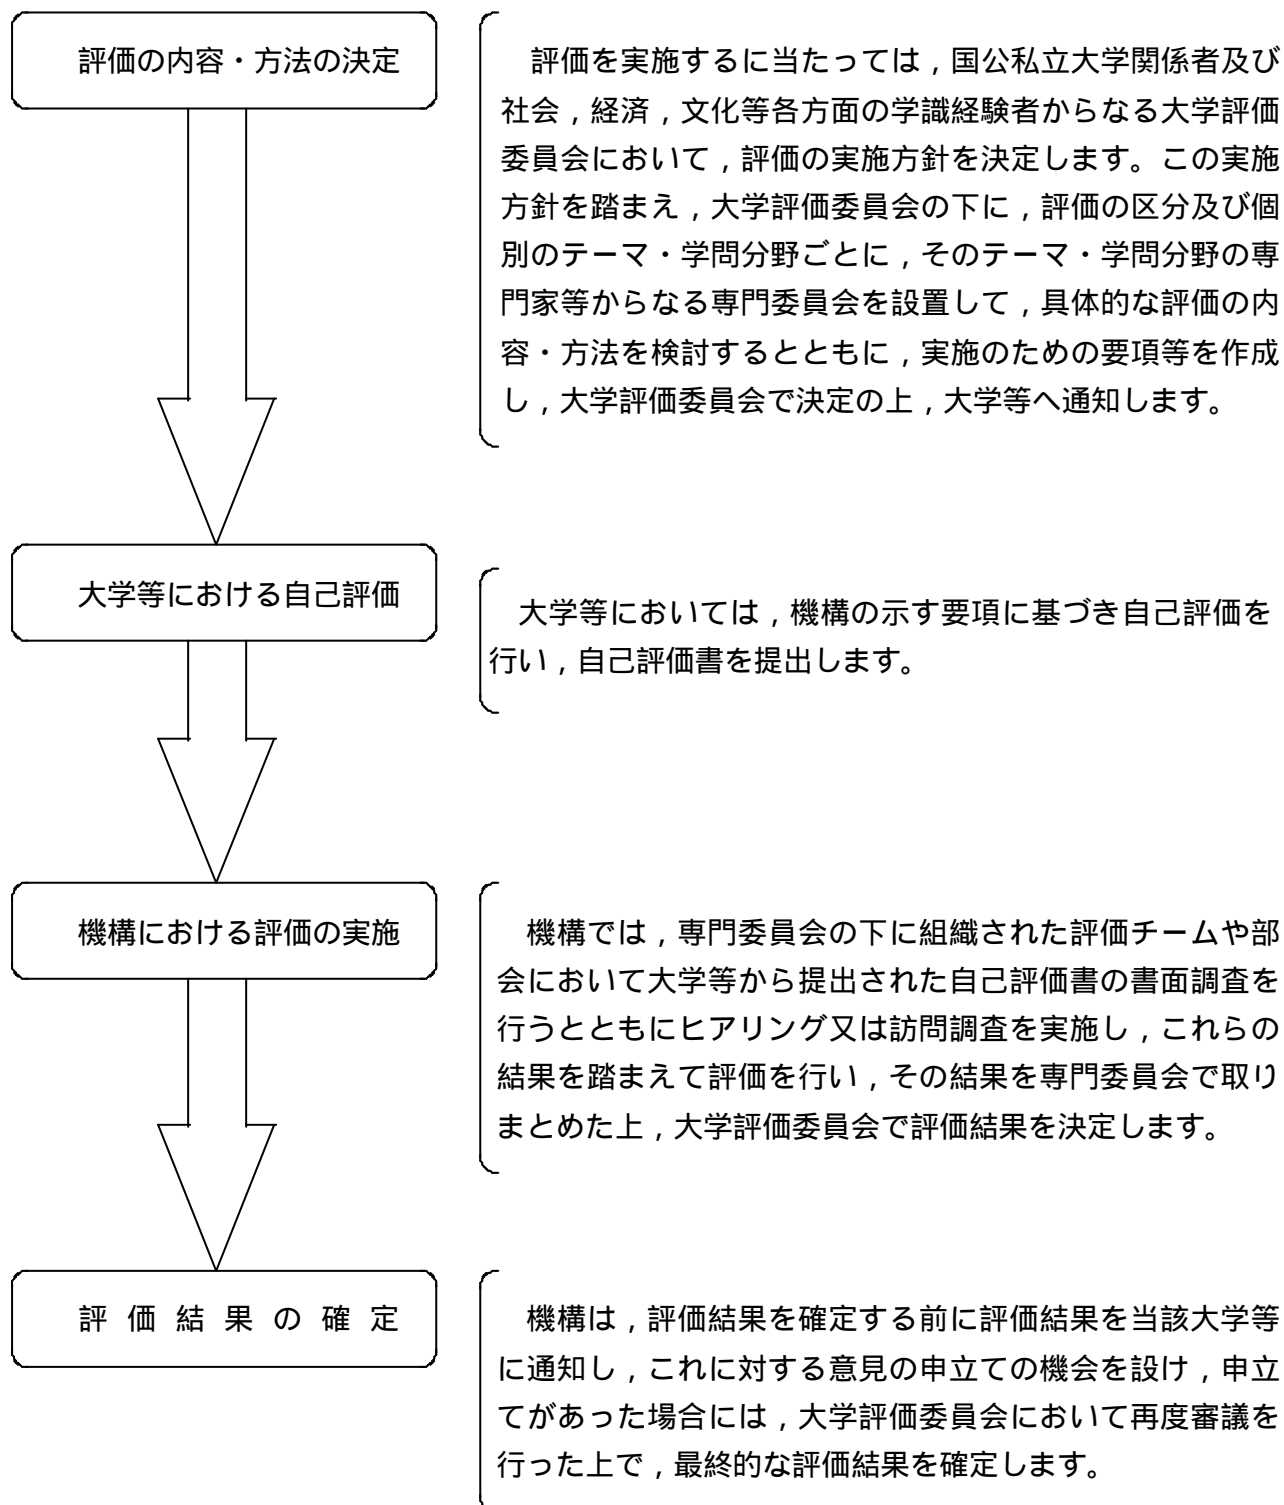 評価の内容・方法の決定
評価を実施するに当たっては，国公私立大学関係者及び
社会，経済，文化等各方面の学識経験者からなる大学評価
委員会において，評価の実施方針を決定します。この実施
方針を踏まえ，大学評価委員会の下に，評価の区分及び個
別のテーマ・学問分野ごとに，そのテーマ・学問分野の専
門家等からなる専門委員会を設置して，具体的な評価の内
容・方法を検討するとともに，実施のための要項等を作成
し，大学評価委員会で決定の上，大学等へ通知します。
大学等における自己評価
大学等においては，機構の示す要項に基づき自己評価を
行い，自己評価書を提出します。
機構における評価の実施
機構では，専門委員会の下に組織された評価チームや部
会において大学等から提出された自己評価書の書面調査を
行うとともにヒアリング又は訪問調査を実施し，これらの
結果を踏まえて評価を行い，その結果を専門委員会で取り
まとめた上，大学評価委員会で評価結果を決定します。
評価結果の確定
機構は，評価結果を確定する前に評価結果を当該大学等
に通知し，これに対する意見の申立ての機会を設け，申立
てがあった場合には，大学評価委員会において再度審議を
行った上で，最終的な評価結果を確定します。